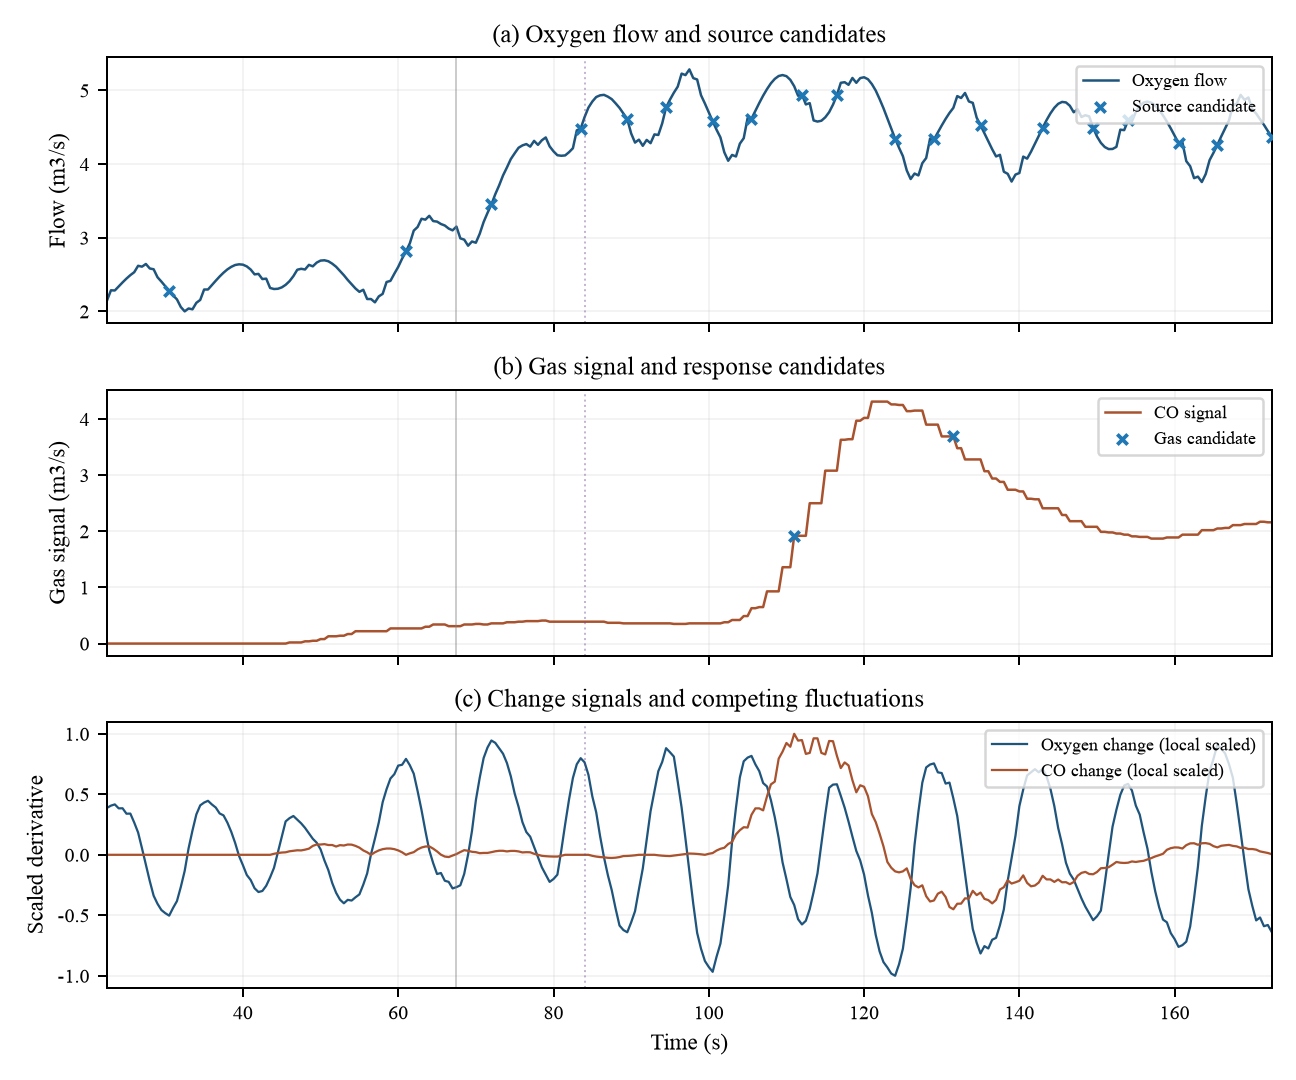 (a) Oxygen flow and source candidates
Flow (m3/s)
5
4
3
2
Oxygen flow
Source candidate
(b) Gas signal and response candidates
Gas signal (m3/s)
4
3
2
1
0
CO signal
Gas candidate
(c) Change signals and competing fluctuations
Scaled derivative
1.0
0.5
0.0
-0.5
-1.0
Oxygen change (local scaled)
CO change (local scaled)
40 60 80 100 120 140 160
Time (s)